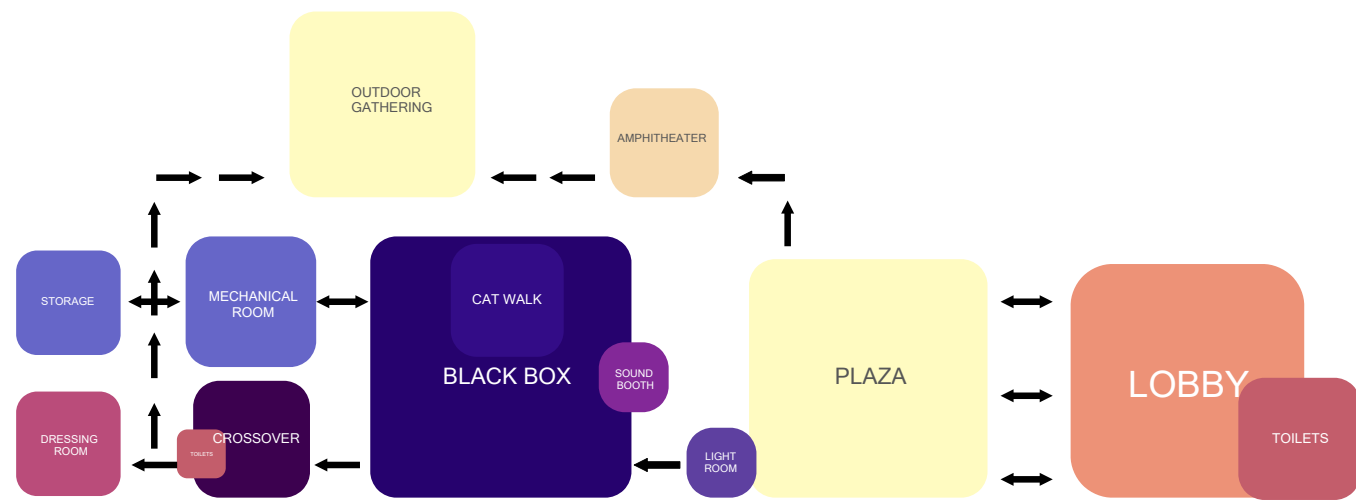 OUTDOOR
GATHERING
AMPHITHEATER
STORAGE
MECHANICAL
ROOM
CAT WALK
BLACK BOX
SOUND
BOOTH
PLAZA
LOBBY
DRESSING
ROOM
TOILETS
CROSSOVER
LIGHT
ROOM
TOILETS